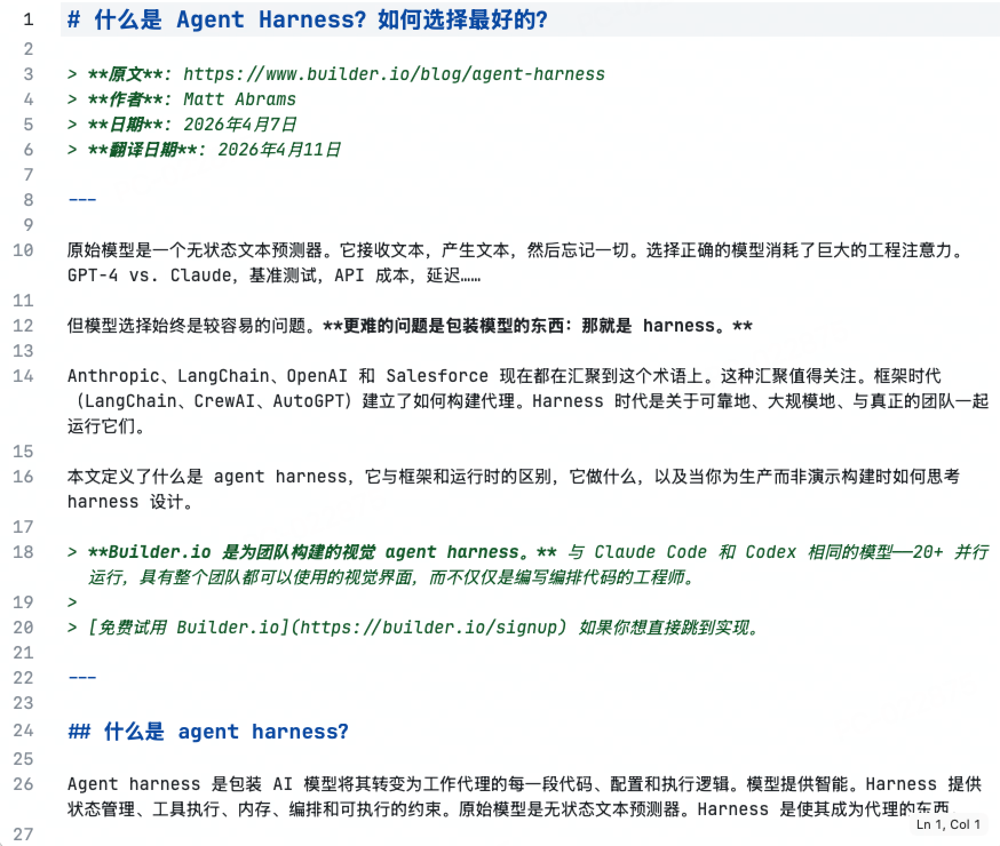 1 # 什么是 Agent Harness？如何选择最好的？
2
3 > **原文**: https://www.builder.io/blog/agent-harness
4 > **作者**: Matt Abrams
5 > **日期**: 2026年4月7日
6 > **翻译日期**: 2026年4月11日
7
8 ---
9
10 原始模型是一个无状态文本预测器。它接收文本，产生文本，然后忘记一切。选择正确的模型消耗了巨大的工程注意力。
GPT-4 vs. Claude，基准测试，API 成本，延迟……
11
12 但模型选择始终是较容易的问题。**更难的问题是包装模型的东西：那就是 harness。**
13
14 Anthropic、LangChain、OpenAI 和 Salesforce 现在都在汇聚到这个术语上。这种汇聚值得关注。框架时代
（LangChain、CrewAI、AutoGPT）建立了如何构建代理。Harness 时代是关于可靠地、大规模地、与真正的团队一起
运行它们。
15
16 本文定义了什么是 agent harness，它与框架和运行时的区别，它做什么，以及当你为生产而非演示构建时如何思考
harness 设计。
17
18 > **Builder.io 是为团队构建的视觉 agent harness。** 与 Claude Code 和 Codex 相同的模型——20+ 并行
运行，具有整个团队都可以使用的视觉界面，而不仅仅是编写编排代码的工程师。
19 >
20 > [免费试用 Builder.io](https://builder.io/signup) 如果你想直接跳到实现。
21
22 ---
23
24 ## 什么是 agent harness？
25
26 Agent harness 是包装 AI 模型将其转变为工作代理的每一段代码、配置和执行逻辑。模型提供智能。Harness 提供
状态管理、工具执行、内存、编排和可执行的约束。原始模型是无状态文本预测器。Harness 是使其成为代理的东西。
27
Ln 1, Col 1